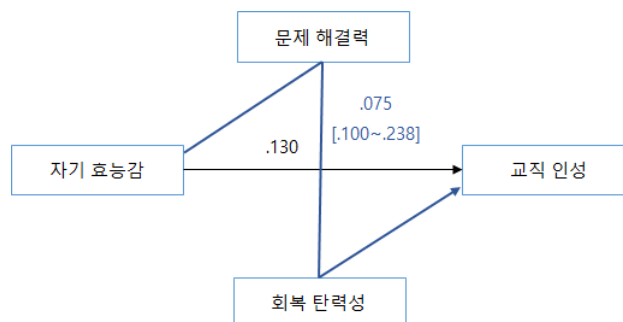 문제 해결력
.075
[.100~.238]
.130
자기 효능감
교직 인성
회복 탄력성